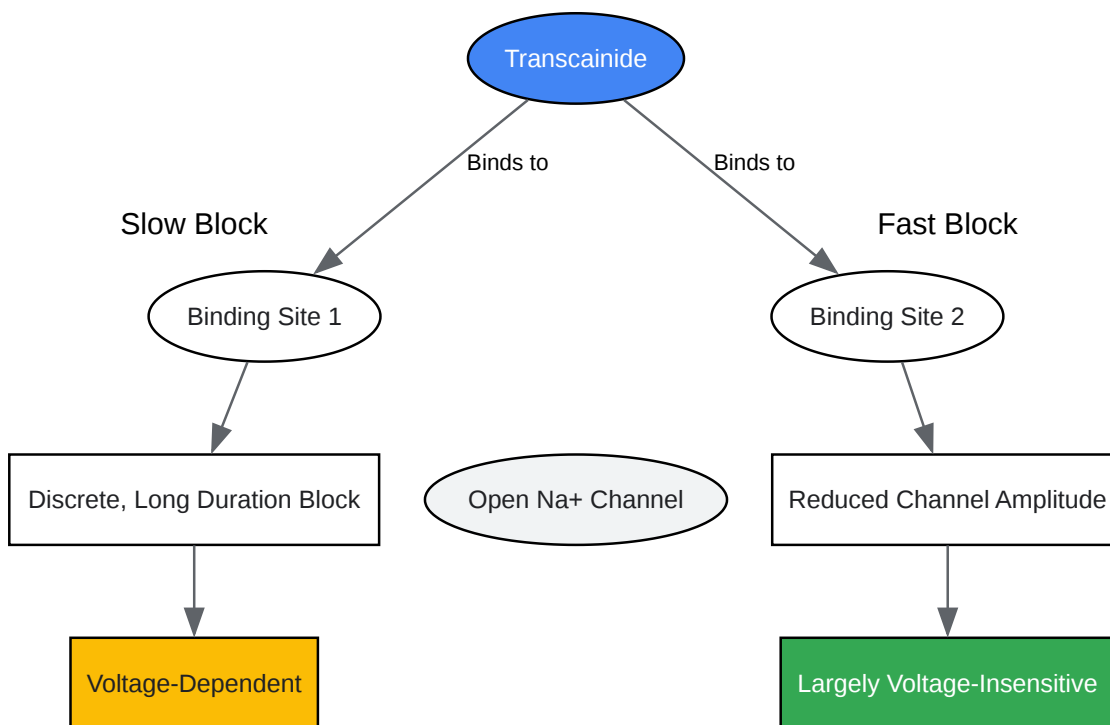 Transcainide
Binds to
Binds to
Slow Block
Fast Block
Binding Site 1
Binding Site 2
Discrete, Long Duration Block
Open Na+ Channel
Reduced Channel Amplitude
Voltage-Dependent
Largely Voltage-Insensitive